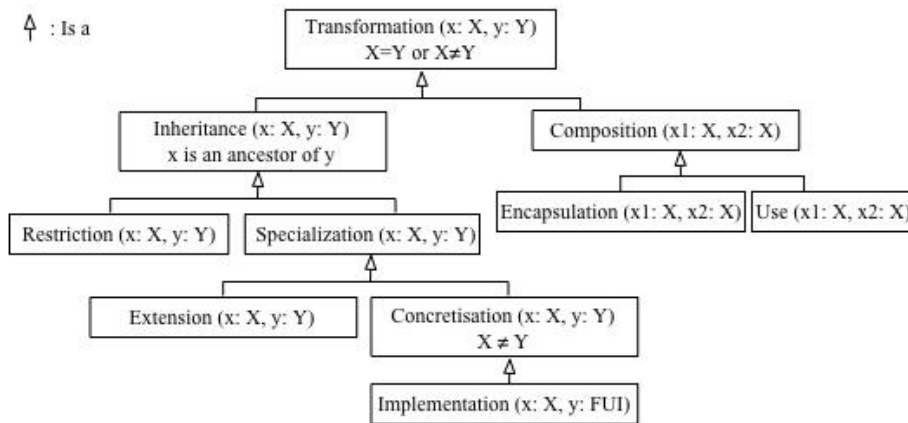 : Is a
Transformation (x: X, y: Y)
X=Y or X≠Y
Inheritance (x: X, y: Y)
x is an ancestor of y
Composition (x1: X, x2: X)
Restriction (x: X, y: Y)
Specialization (x: X, y: Y)
Encapsulation (x1: X, x2: X)
Use (x1: X, x2: X)
Extension (x: X, y: Y)
Concretisation (x: X, y: Y)
X ≠ Y
Implementation (x: X, y: FUI)